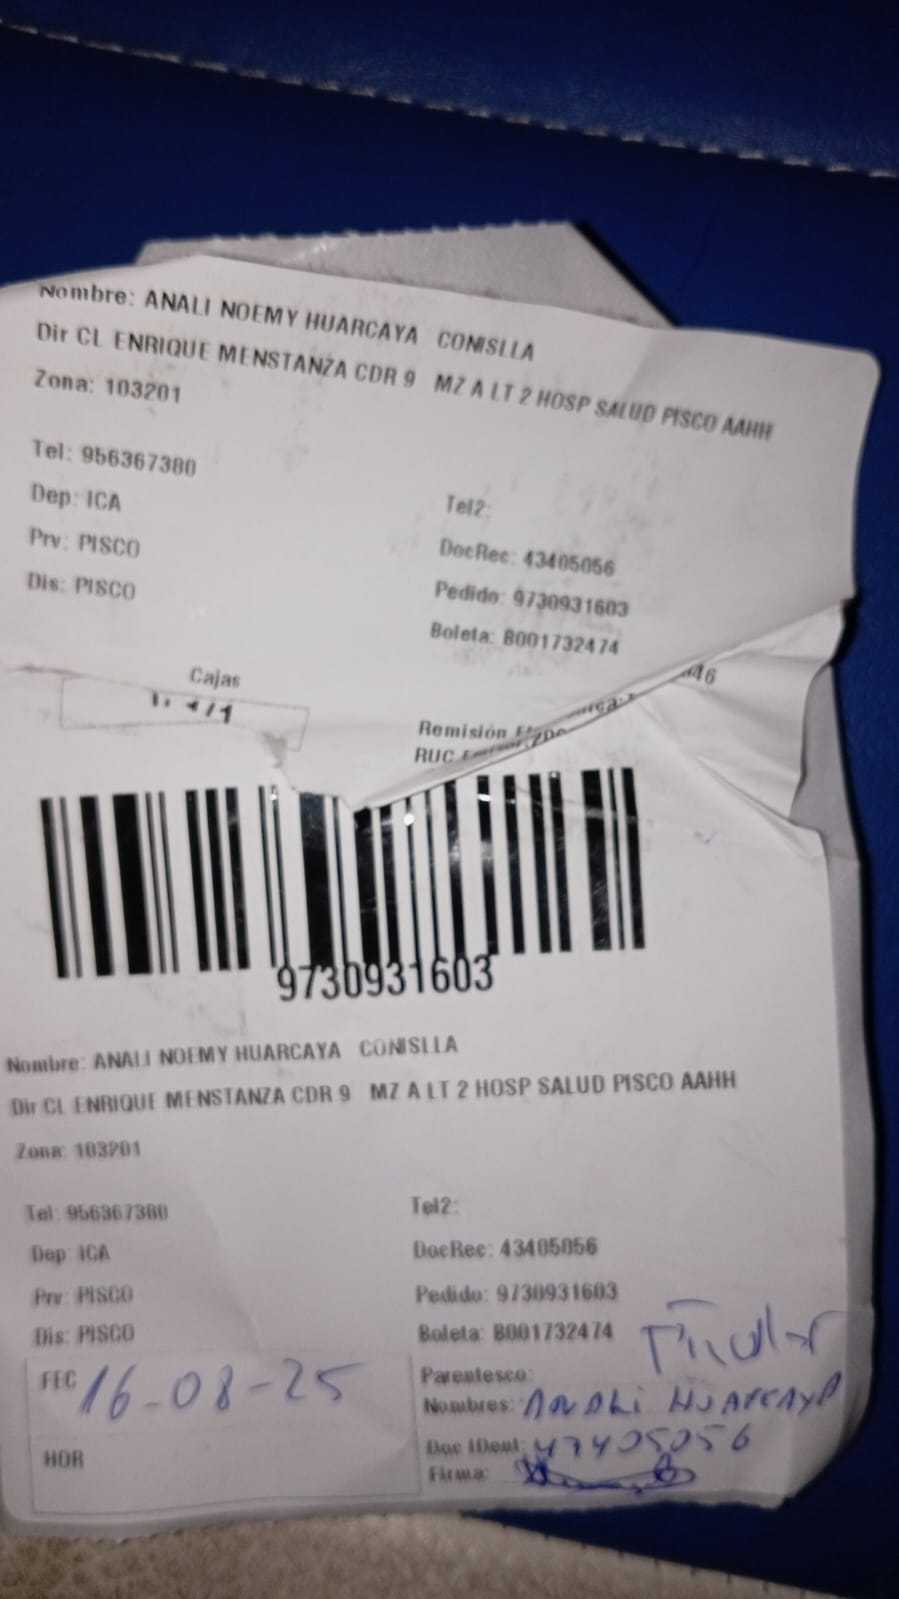 Nombre: ANALI NOEMY HUARCAYA CONISLLA
Dir CL ENRIQUE MENSTANZA CDR 9 MZ A LT 2 HOSP SALUD PISCO AAHH
Zona: 103201
Tel: 956367380 Tel2:
Dep: ICA DocRec: 43405056
Prv: PISCO Pedido: 9730931603
Dis: PISCO Boleta: B001732474
Cajas
Remisión
RUC
9730931603
Nombre: ANALI NOEMY HUARCAYA CONISLLA
Dir CL ENRIQUE MENSTANZA CDR 9 MZ A LT 2 HOSP SALUD PISCO AAHH
Zona: 103201
Tel: 956367380 Tel2:
Dep: ICA DocRec: 43405056
Prv: PISCO Pedido: 9730931603
Dis: PISCO Boleta: B001732474
FEC 16-08-25 Parentesco: Titular
Nombres: ANALI HUARCAYA
HOR Doc IDent: 47405056
Firma: